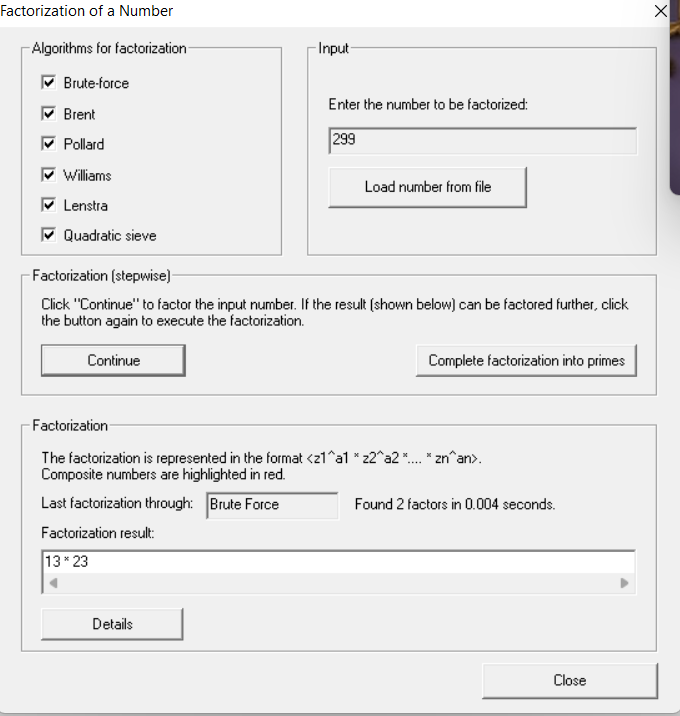 Factorization of a Number
Algorithms for factorization
Brute-force
Brent
Pollard
Williams
Lenstra
Quadratic sieve
Input
Enter the number to be factorized:
299
Load number from file
Factorization (stepwise)
Click "Continue" to factor the input number. If the result (shown below) can be factored further, click
the button again to execute the factorization.
Continue
Complete factorization into primes
Factorization
The factorization is represented in the format <z1^a1 * z2^a2 *.... * zn^an>.
Composite numbers are highlighted in red.
Last factorization through: Brute Force Found 2 factors in 0.004 seconds.
Factorization result:
13 * 23
Details
Close